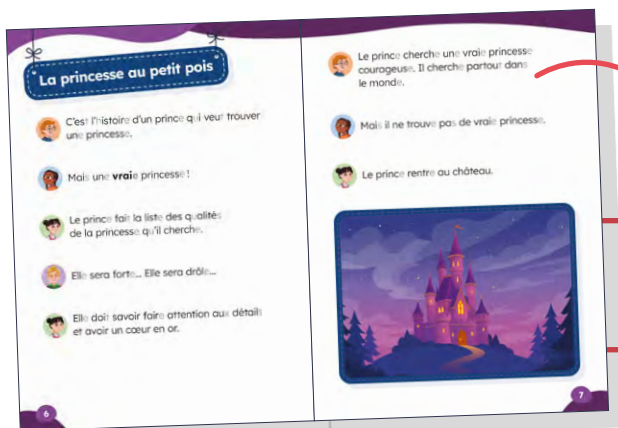 La princesse au petit pois
C'est l'histoire d'un prince qui veut trouver
une princesse.
Mais une vraie princesse !
Le prince fait la liste des qualités
de la princesse qu'il cherche.
Elle sera forte... Elle sera drôle...
Elle doit savoir faire attention aux détails
et avoir un cœur en or.
6
Le prince cherche une vraie princesse
courageuse. Il cherche partout dans
le monde.
Mais il ne trouve pas de vraie princesse.
Le prince rentre au château.
7